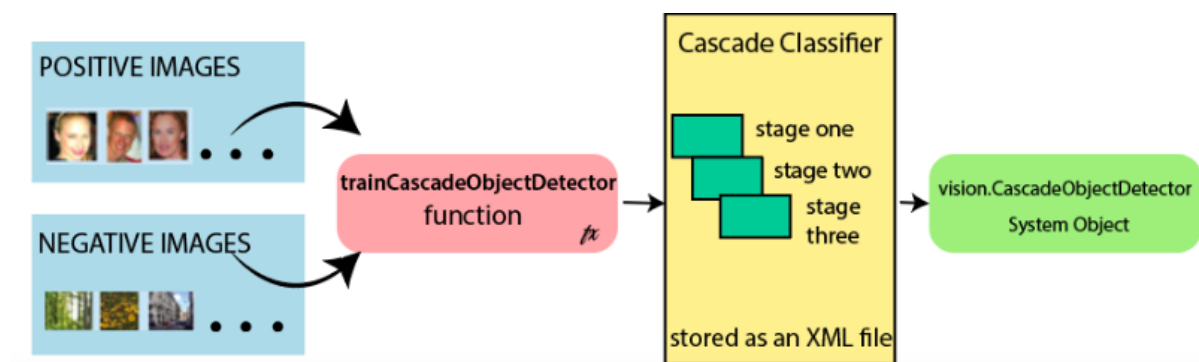 POSITIVE IMAGES
NEGATIVE IMAGES
trainCascadeObjectDetector
function
fx
Cascade Classifier
stage one
stage two
stage
three
stored as an XML file
vision.CascadeObjectDetector
System Object